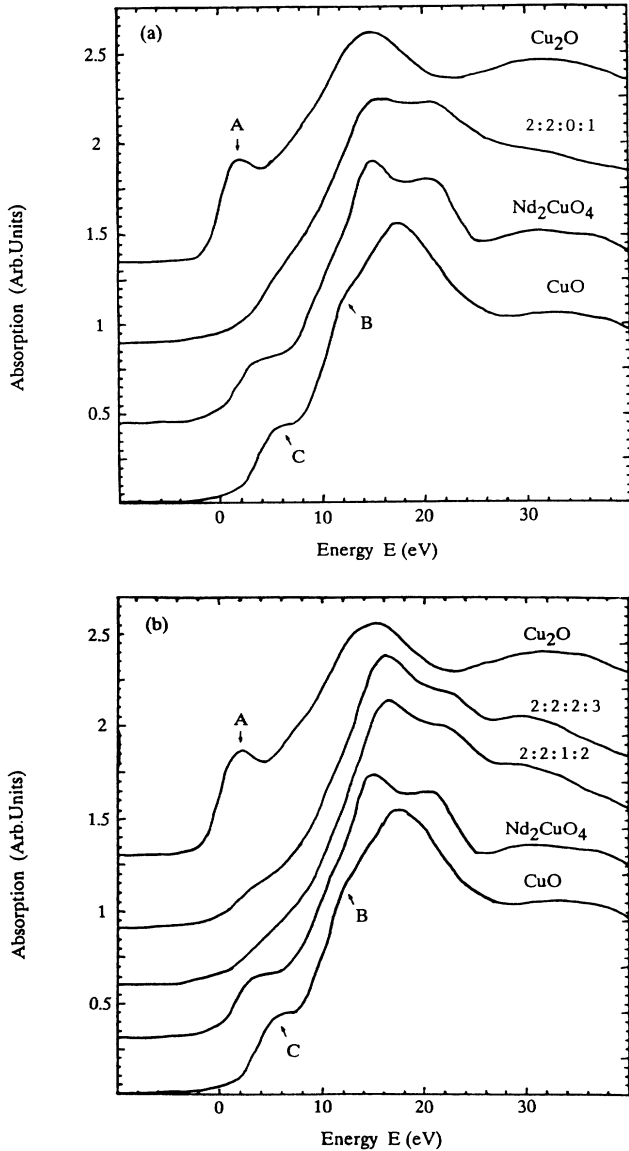 (a)
Cu2O
A
2:2:0:1
Nd2CuO4
CuO
B
C
2.5
2
1.5
1
0.5
0 10 20 30
Absorption (Arb.Units)
Energy E (eV)
(b)
Cu2O
A
2:2:2:3
2:2:1:2
Nd2CuO4
CuO
B
C
2.5
2
1.5
1
0.5
0 10 20 30
Absorption (Arb.Units)
Energy E (eV)